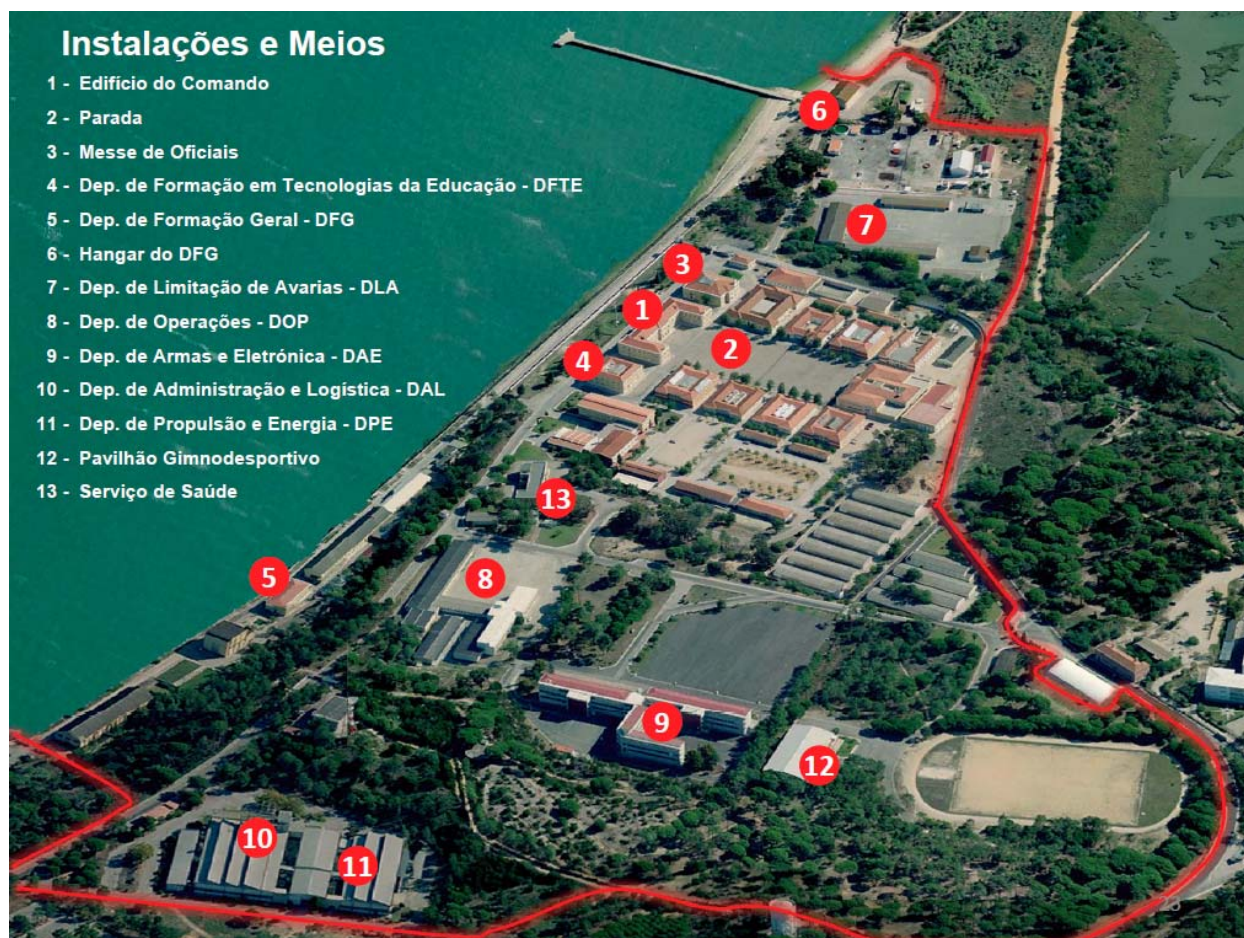 Instalações e Meios
1 - Edifício do Comando
2 - Parada
3 - Messe de Oficiais
4 - Dep. de Formação em Tecnologias da Educação - DFTE
5 - Dep. de Formação Geral - DFG
6 - Hangar do DFG
7 - Dep. de Limitação de Avarias - DLA
8 - Dep. de Operações - DOP
9 - Dep. de Armas e Eletrónica - DAE
10 - Dep. de Administração e Logística - DAL
11 - Dep. de Propulsão e Energia - DPE
12 - Pavilhão Gimnodesportivo
13 - Serviço de Saúde
6
7
3
1
2
4
13
5
8
9
12
10
11